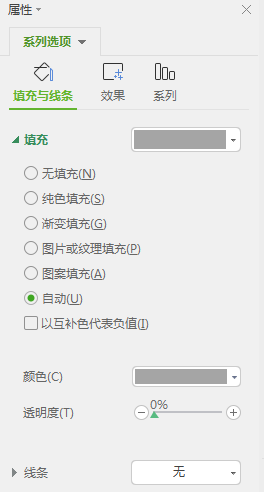 属性
系列选项
填充与线条 效果 系列
填充
无填充(N)
纯色填充(S)
渐变填充(G)
图片或纹理填充(P)
图案填充(A)
自动(U)
以互补色代表负值(I)
颜色(C)
透明度(T) 0%
线条 无